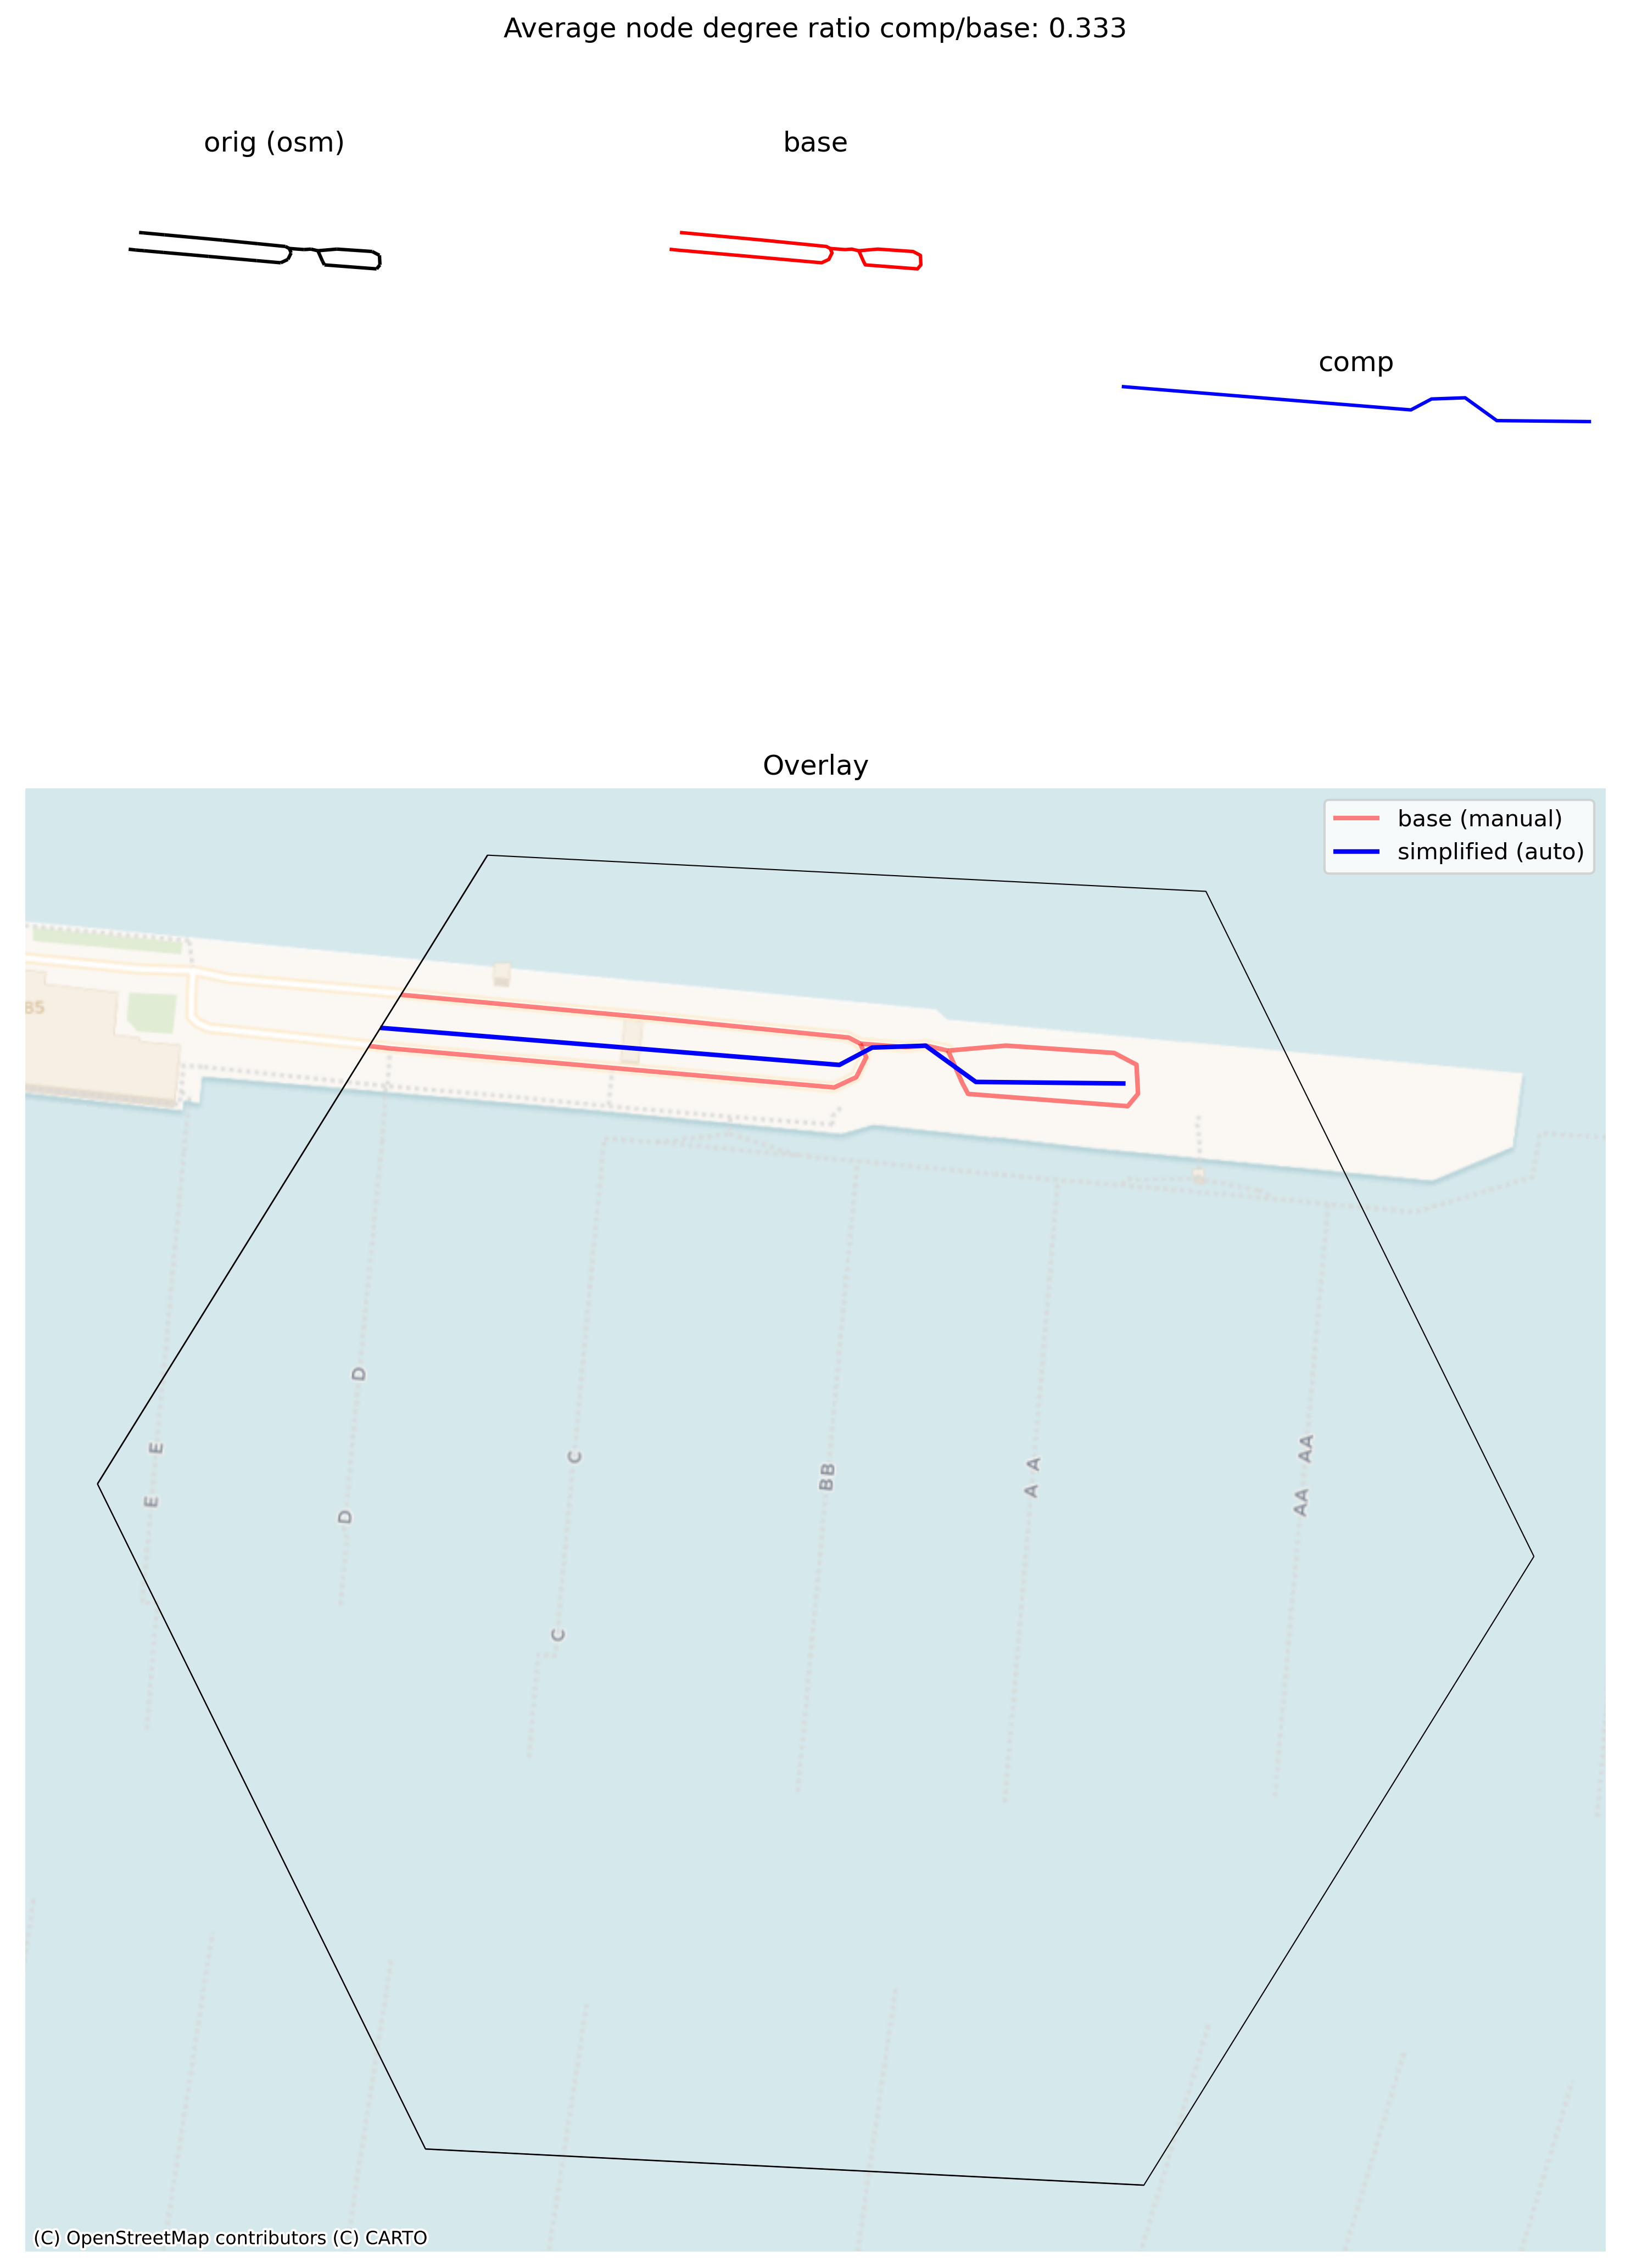 Average node degree ratio comp/base: 0.333
orig (osm)
base
comp
Overlay
base (manual)
simplified (auto)
85
D
E
C
A
AA
BB
A
E
AA
D
C
(C) OpenStreetMap contributors (C) CARTO